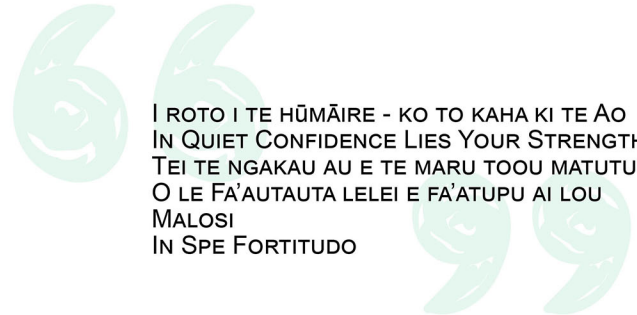 I ROTO I TE HŪMĀIRE - KO TO KAHA KI TE AO
IN QUIET CONFIDENCE LIES YOUR STRENGTH
TEI TE NGAKAU AU E TE MARU TOOU MATUTU
O LE FA’AUTAUTA LELEI E FA’ATUPU AI LOU
MALOSI
IN SPE FORTITUDO